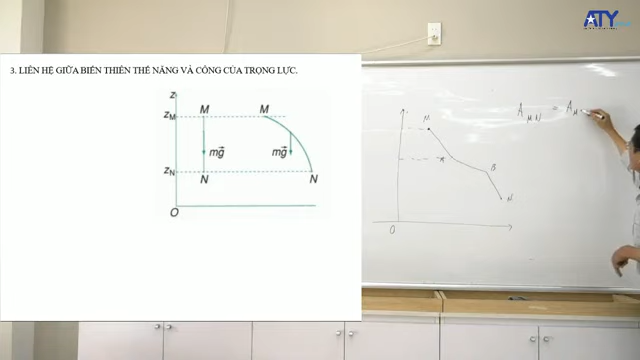 ATY
3. LIÊN HỆ GIỮA BIẾN THIÊN THẾ NĂNG VÀ CÔNG CỦA TRỌNG LỰC.
z
z_M M M
mg⃗ mg⃗
z_N N N
O
A_MN = A_M
M
A
B
N
O